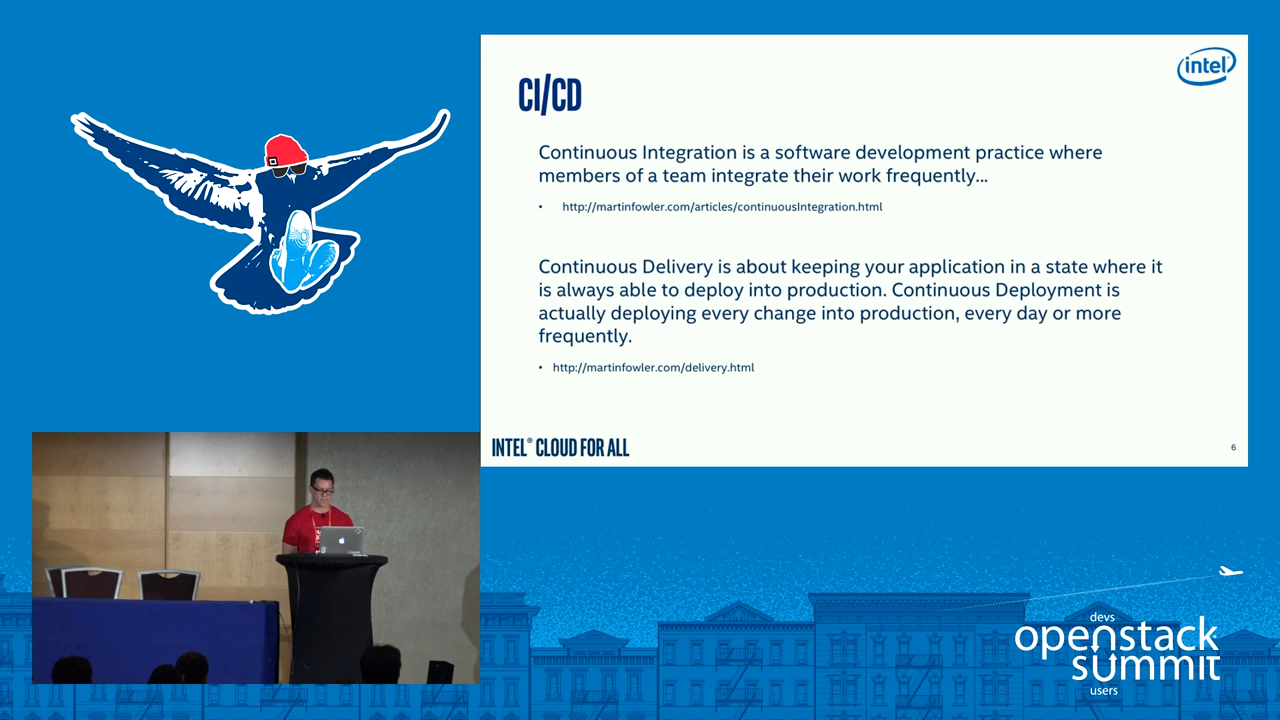 intel
CI/CD
Continuous Integration is a software development practice where
members of a team integrate their work frequently...
• http://martinfowler.com/articles/continuousIntegration.html
Continuous Delivery is about keeping your application in a state where it
is always able to deploy into production. Continuous Deployment is
actually deploying every change into production, every day or more
frequently.
• http://martinfowler.com/delivery.html
INTEL® CLOUD FOR ALL
6
devs
openstack
summit
users